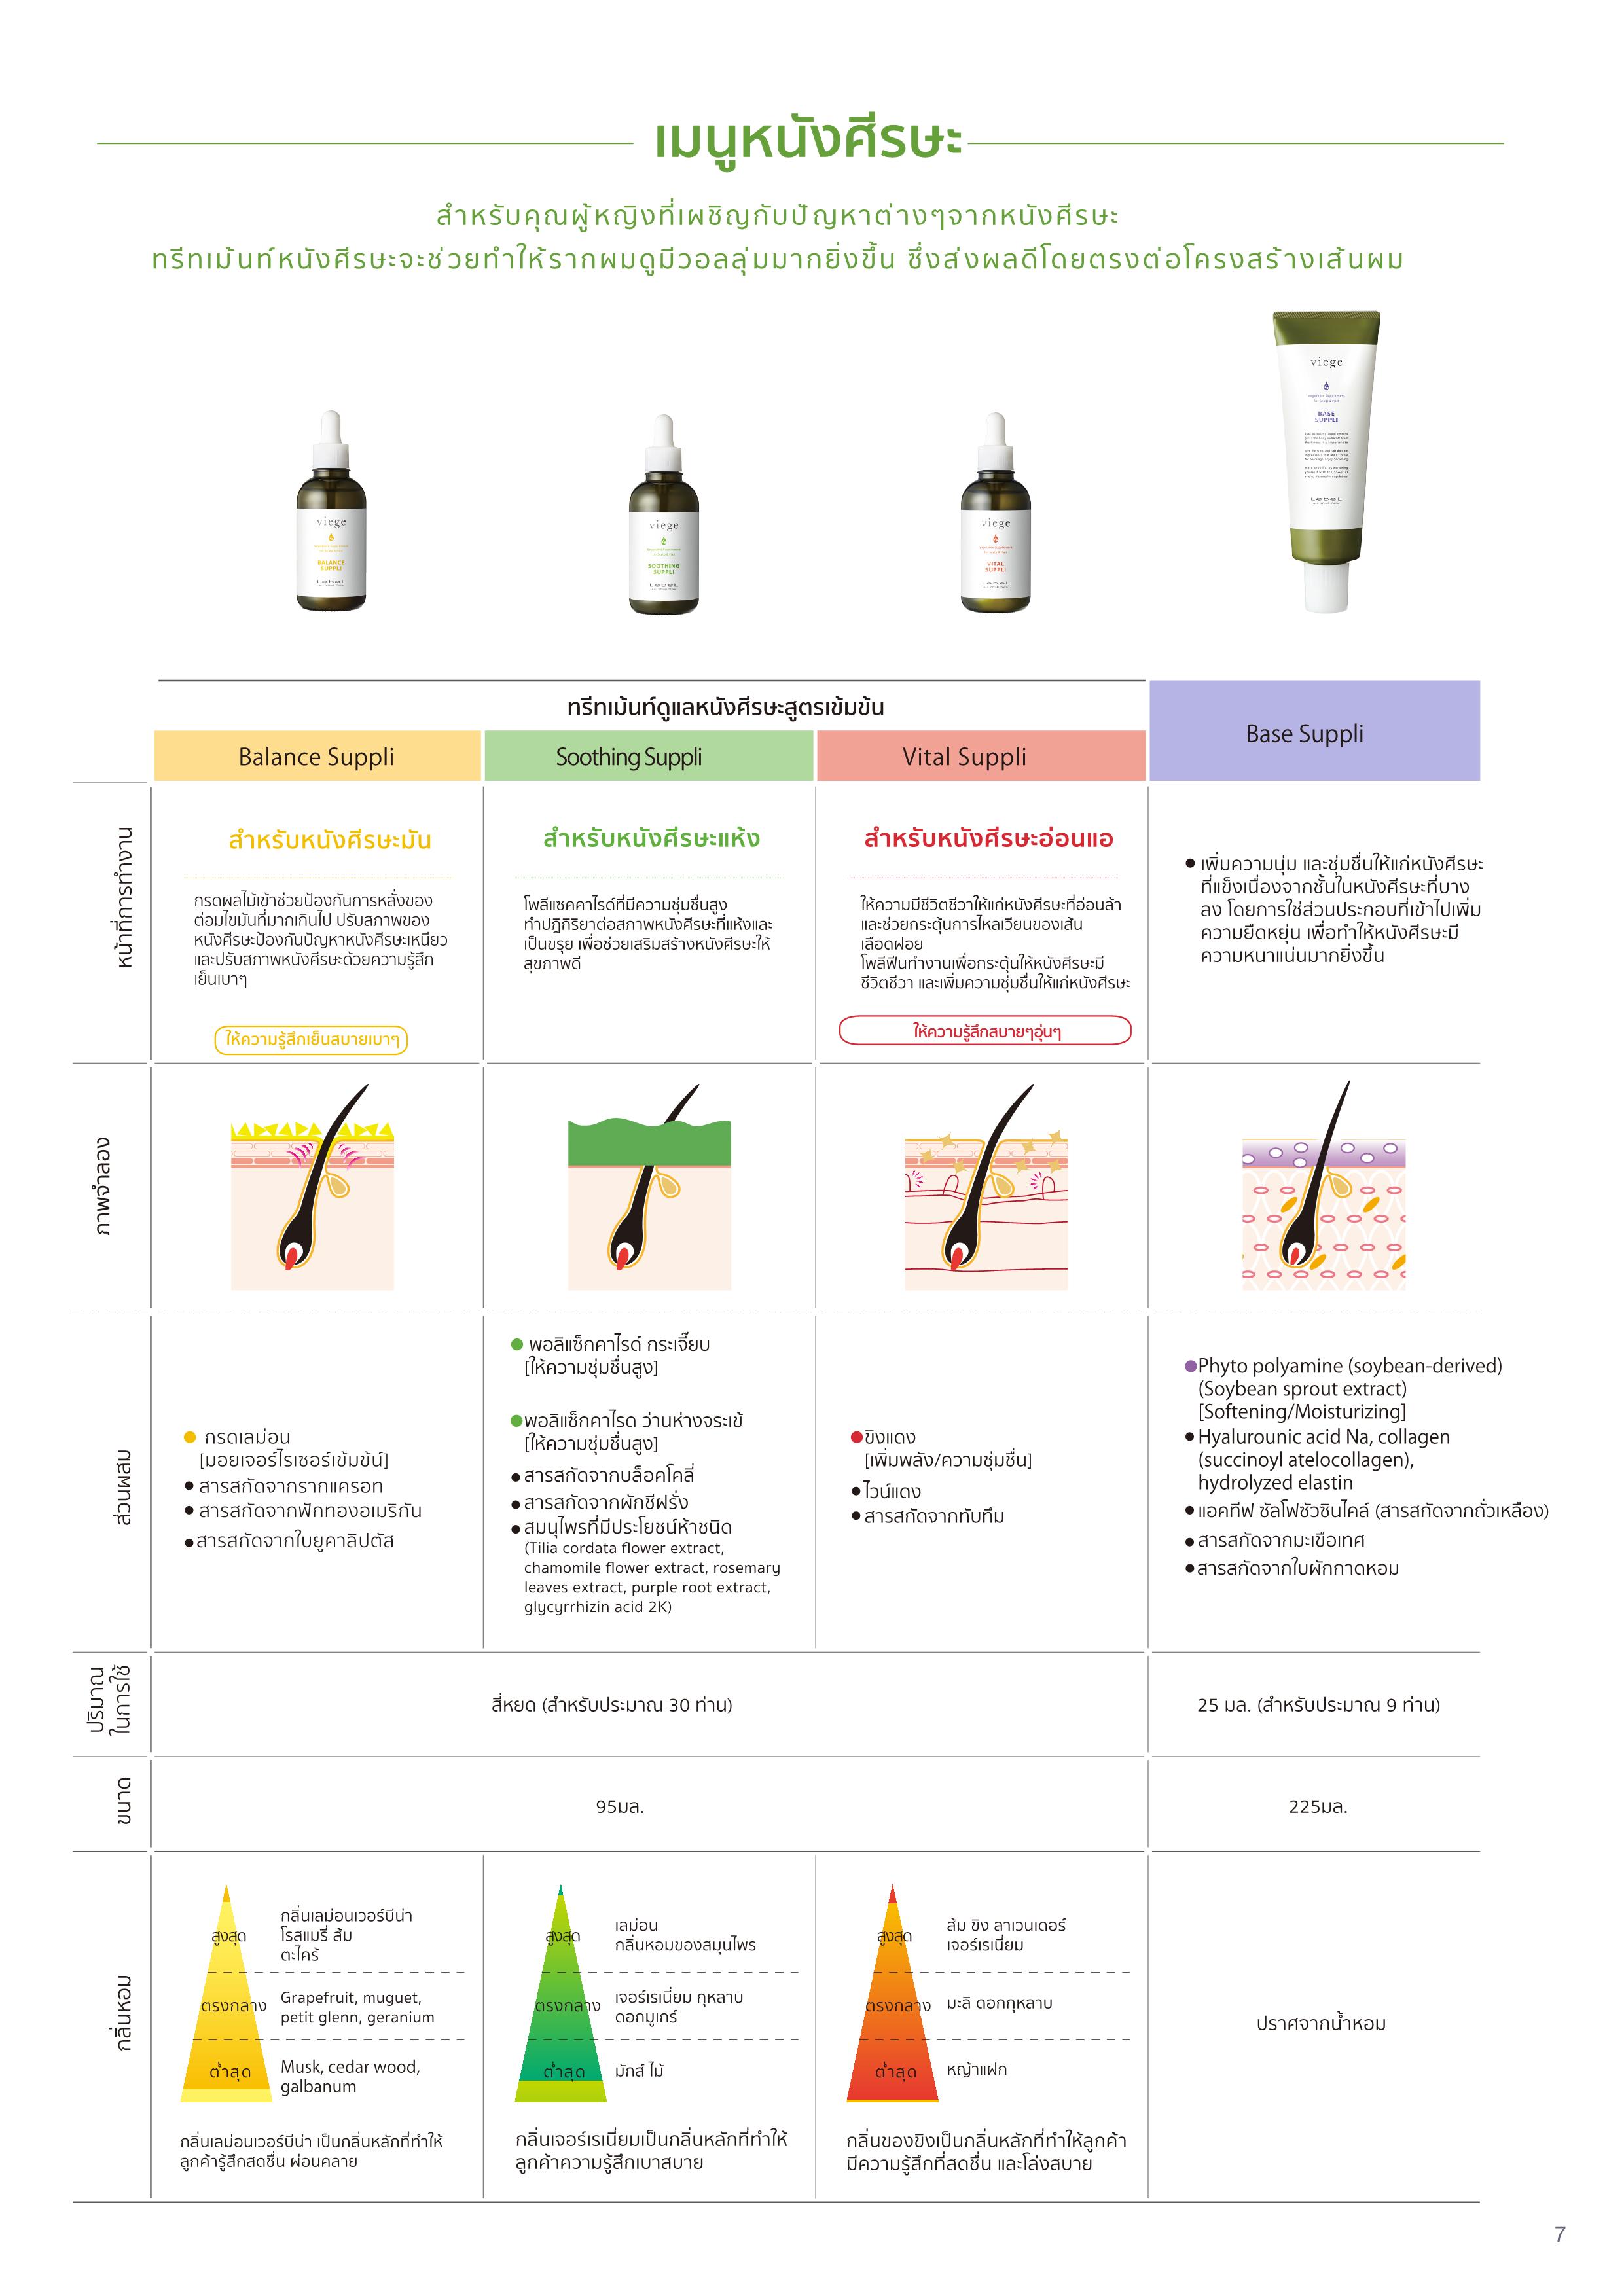 เมนูหนังศีรษะ
สำหรับคุณผู้หญิงที่เผชิญกับปัญหาต่างๆจากหนังศีรษะ
ทรีทเม้นท์หนังศีรษะจะช่วยทำให้รากผมดูมีวอลลุ่มมากยิ่งขึ้น ซึ่งส่งผลดีโดยตรงต่อโครงสร้างเส้นผม
viege
BALANCE
SUPPLI
LebeL
viege
SOOTHING
SUPPLI
LebeL
viege
VITAL
SUPPLI
LebeL
viege
BASE
SUPPLI
LebeL
ทรีทเม้นท์ดูแลหนังศีรษะสูตรเข้มข้น
Balance Suppli
Soothing Suppli
Vital Suppli
Base Suppli
หน้าที่การทำงาน
สำหรับหนังศีรษะมัน
กรดผลไม้เข้าช่วยป้องกันการหลั่งของ
ต่อมไขมันที่มากเกินไป ปรับสภาพของ
หนังศีรษะป้องกันปัญหาหนังศีรษะเหนียว
และปรับสภาพหนังศีรษะด้วยความรู้สึก
เย็นเบาๆ
ให้ความรู้สึกเย็นสบายเบาๆ
สำหรับหนังศีรษะแห้ง
โพลีแซคคาไรด์ที่มีความชุ่มชื่นสูง
ทำปฎิกิริยาต่อสภาพหนังศีรษะที่แห้งและ
เป็นขรุย เพื่อช่วยเสริมสร้างหนังศีรษะให้
สุขภาพดี
สำหรับหนังศีรษะอ่อนแอ
ให้ความมีชีวิตชีวาให้แก่หนังศีรษะที่อ่อนล้า
และช่วยกระตุ้นการไหลเวียนของเส้น
เลือดฝอย
โพลีฟีนทำงานเพื่อกระตุ้นให้หนังศีรษะมี
ชีวิตชีวา และเพิ่มความชุ่มชื่นให้แก่หนังศีรษะ
ให้ความรู้สึกสบายๆอุ่นๆ
● เพิ่มความนุ่ม และชุ่มชื่นให้แก่หนังศีรษะ
ที่แข็งเนื่องจากชั้นในหนังศีรษะที่บาง
ลง โดยการใช่ส่วนประกอบที่เข้าไปเพิ่ม
ความยืดหยุ่น เพื่อทำให้หนังศีรษะมี
ความหนาแน่นมากยิ่งขึ้น
ภาพจำลอง
ส่วนผสม
● กรดเลม่อน
[มอยเจอร์ไรเซอร์เข้มข้น์]
● สารสกัดจากรากแครอท
● สารสกัดจากฟักทองอเมริกัน
● สารสกัดจากใบยูคาลิปตัส
● พอลิแซ็กคาไรด์ กระเจี๊ยบ
[ให้ความชุ่มชื่นสูง]
●พอลิแซ็กคาไรด ว่านห่างจระเข้
[ให้ความชุ่มชื่นสูง]
● สารสกัดจากบล็อคโคลี่
● สารสกัดจากผักชีฝรั่ง
● สมนุไพรที่มีประโยชน์ห้าชนิด
(Tilia cordata flower extract,
chamomile flower extract, rosemary
leaves extract, purple root extract,
glycyrrhizin acid 2K)
●ขิงแดง
[เพิ่มพลัง/ความชุ่มชื่น]
● ไวน์แดง
● สารสกัดจากทับทึม
●Phyto polyamine (soybean-derived)
(Soybean sprout extract)
[Softening/Moisturizing]
● Hyalurounic acid Na, collagen
(succinoyl atelocollagen),
hydrolyzed elastin
● แอคทีฟ ซัลโฟชัวซินไคล์ (สารสกัดจากถั่วเหลือง)
● สารสกัดจากมะเขือเทศ
● สารสกัดจากใบผักกาดหอม
ปริมาณ
ในการใช้
สี่หยด (สำหรับประมาณ 30 ท่าน)
25 มล. (สำหรับประมาณ 9 ท่าน)
ขนาด
95มล.
225มล.
กลิ่นหอม
สูงสุด
กลิ่นเลม่อนเวอร์บีน่า
โรสแมรี่ ส้ม
ตะไคร้
ตรงกลาง
Grapefruit, muguet,
petit glenn, geranium
ต่ำสุด
Musk, cedar wood,
galbanum
กลิ่นเลม่อนเวอร์บีน่า เป็นกลิ่นหลักที่ทำให้
ลูกค้ารู้สึกสดชื่น ผ่อนคลาย
สูงสุด
เลม่อน
กลิ่นหอมของสมุนไพร
ตรงกลาง
เจอร์เรเนี่ยม กุหลาบ
ดอกมูเกร์
ต่ำสุด
มักส์ ไม้
กลิ่นเจอร์เรเนี่ยมเป็นกลิ่นหลักที่ทำให้
ลูกค้าความรู้สึกเบาสบาย
สูงสุด
ส้ม ขิง ลาเวนเดอร์
เจอร์เรเนี่ยม
ตรงกลาง
มะลิ ดอกกุหลาบ
ต่ำสุด
หญ้าแฝก
กลิ่นของขิงเป็นกลิ่นหลักที่ทำให้ลูกค้า
มีความรู้สึกที่สดชื่น และโล่งสบาย
ปราศจากน้ำหอม
7